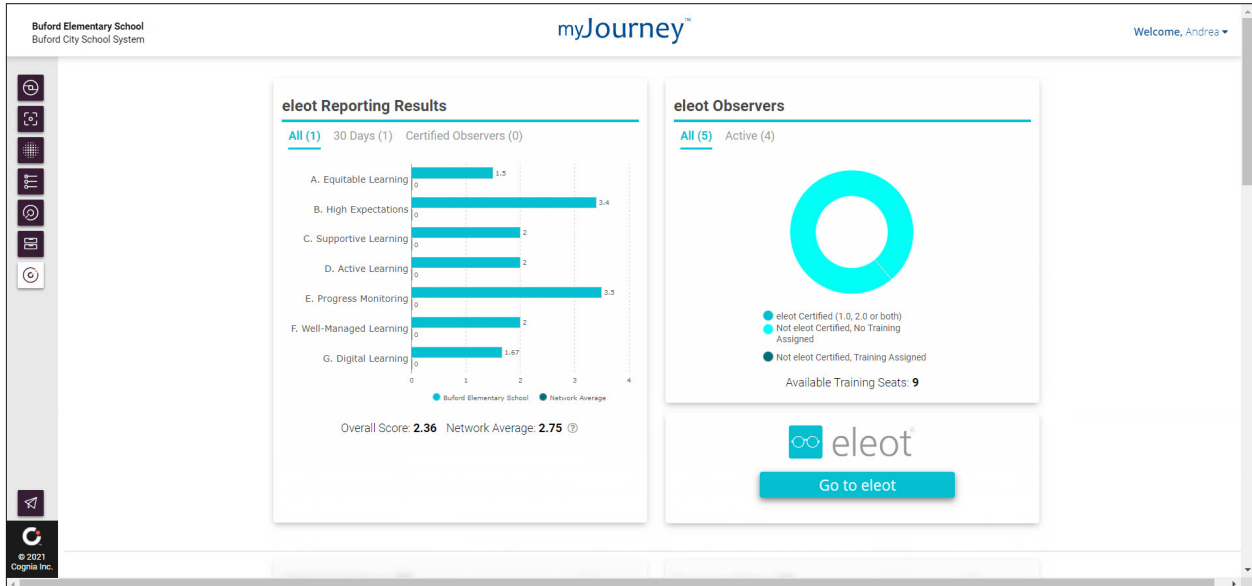 Buford Elementary School
Buford City School System
myJourney™
Welcome, Andrea
eleot Reporting Results
All (1) 30 Days (1) Certified Observers (0)
A. Equitable Learning 1.5
0
B. High Expectations 3.4
0
C. Supportive Learning 2
0
D. Active Learning 2
0
E. Progress Monitoring 3.5
0
F. Well-Managed Learning 2
0
G. Digital Learning 1.67
0
0 1 2 3 4
Buford Elementary School Network Average
Overall Score: 2.36 Network Average: 2.75 ?
eleot Observers
All (5) Active (4)
eleot Certified (1.0, 2.0 or both)
Not eleot Certified, No Training
Assigned
Not eleot Certified, Training Assigned
Available Training Seats: 9
eleot®
Go to eleot
© 2021
Cognia Inc.